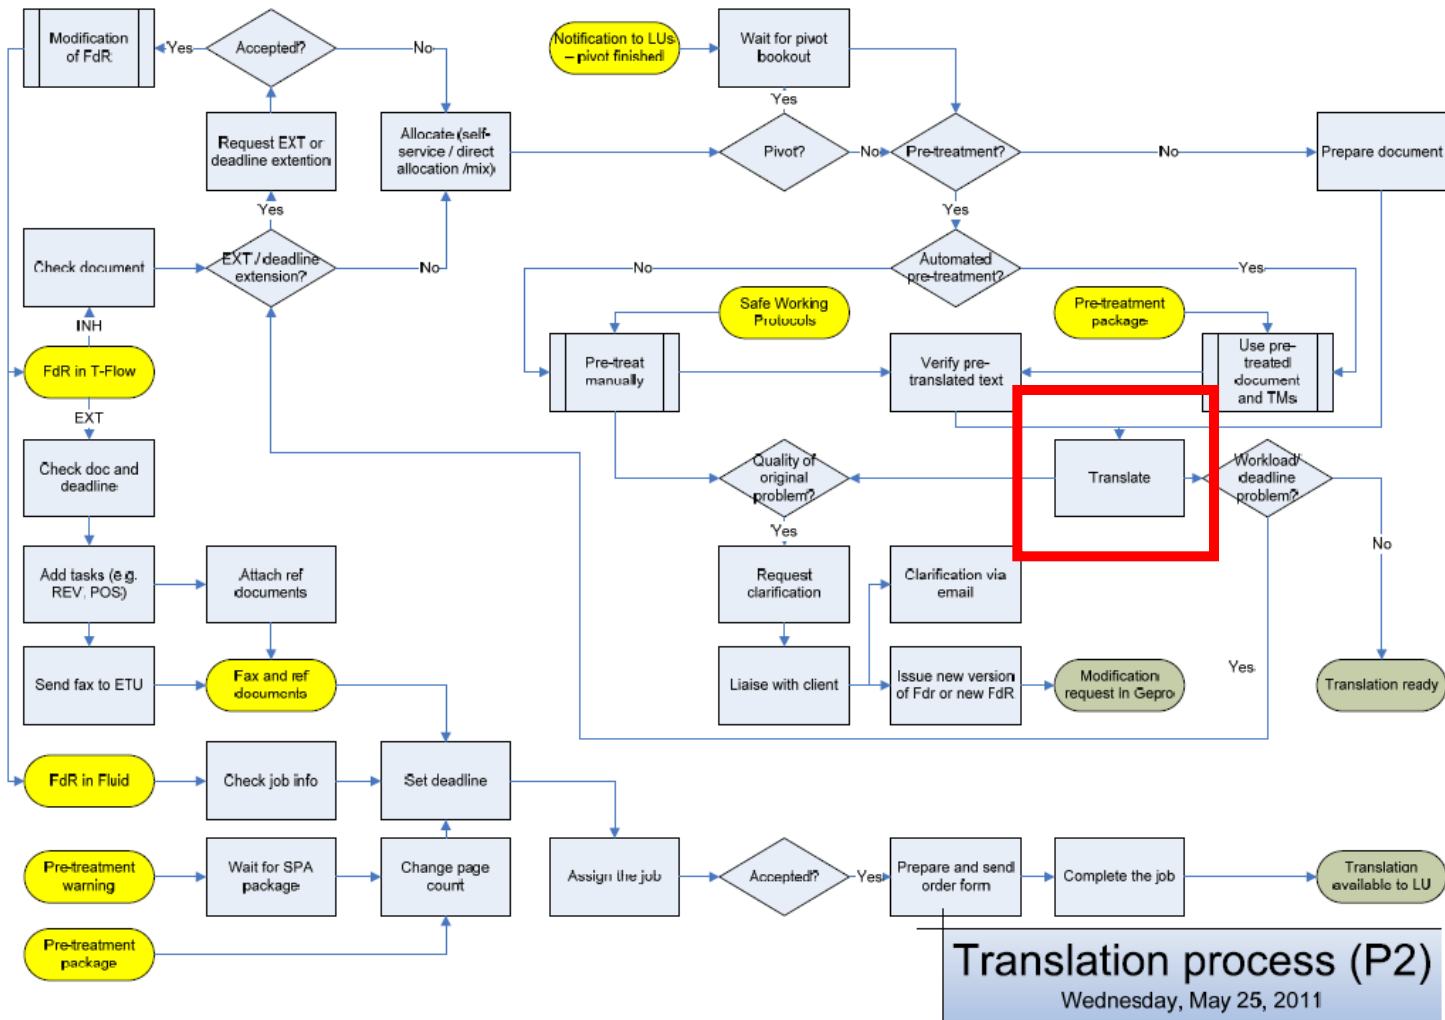 Modification
of FdR
Yes
Accepted?
No
Notification to LUs
– pivot finished
Wait for pivot
bookout
Yes
Request EXT or
deadline extention
Allocate (self-
service / direct
allocation /mix)
Pivot?
No
Pre-treatment?
No
Prepare document
Yes
Yes
Check document
EXT / deadline
extension?
No
No
Automated
pre-treatment?
Yes
INH
Safe Working
Protocols
Pre-treatment
package
FdR in T-Flow
Pre-treat
manually
Verify pre-
translated text
Use pre-
treated
document
and TMs
EXT
Check doc and
deadline
Quality of
original
problem?
Translate
Workload/
deadline
problem?
Yes
No
Add tasks (e.g.
REV, POS)
Attach ref
documents
Request
clarification
Clarification via
email
Send fax to ETU
Fax and ref
documents
Liaise with client
Issue new version
of Fdr or new FdR
Modification
request In Gepro
Yes
Translation ready
FdR in Fluid
Check job info
Set deadline
Pre-treatment
warning
Wait for SPA
package
Change page
count
Assign the job
Accepted?
Yes
Prepare and send
order form
Complete the job
Translation
available to LU
Pre-treatment
package
Translation process (P2)
Wednesday, May 25, 2011